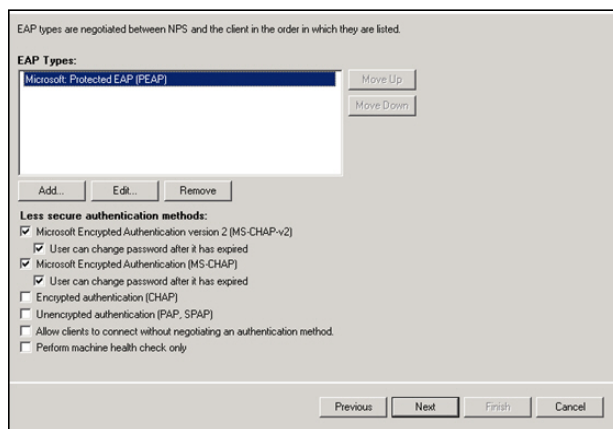 EAP types are negotiated between NPS and the client in the order in which they are listed.
EAP Types:
Microsoft: Protected EAP (PEAP)
Move Up
Move Down
Add...
Edit...
Remove
Less secure authentication methods:
Microsoft Encrypted Authentication version 2 (MS-CHAP-v2)
User can change password after it has expired
Microsoft Encrypted Authentication (MS-CHAP)
User can change password after it has expired
Encrypted authentication (CHAP)
Unencrypted authentication (PAP, SPAP)
Allow clients to connect without negotiating an authentication method.
Perform machine health check only
Previous
Next
Finish
Cancel